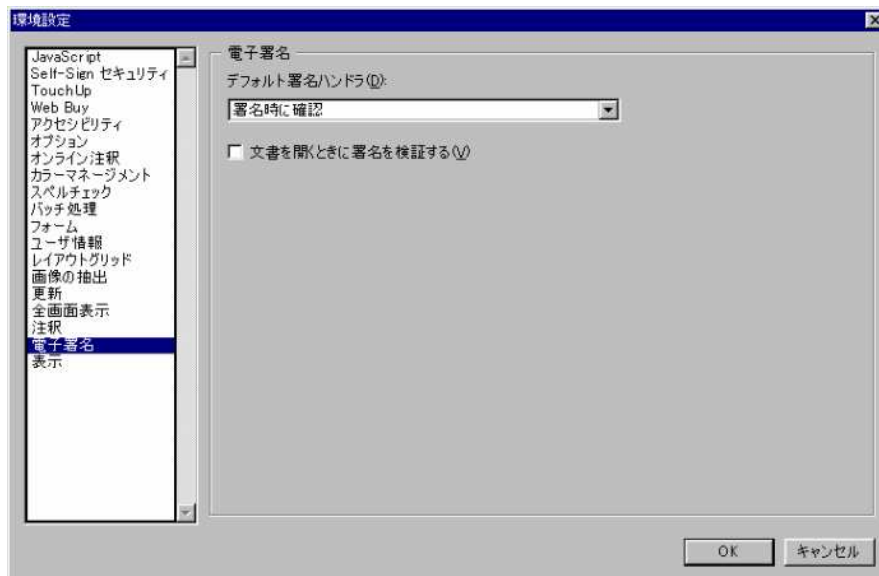 環境設定
JavaScript
Self-Sign セキュリティ
TouchUp
Web Buy
アクセシビリティ
オプション
オンライン注釈
カラーマネージメント
スペルチェック
バッチ処理
フォーム
ユーザ情報
レイアウトグリッド
画像の抽出
更新
全画面表示
注釈
電子署名
表示
電子署名
デフォルト署名ハンドラ(D):
署名時に確認
文書を開くときに署名を検証する(V)
OK
キャンセル